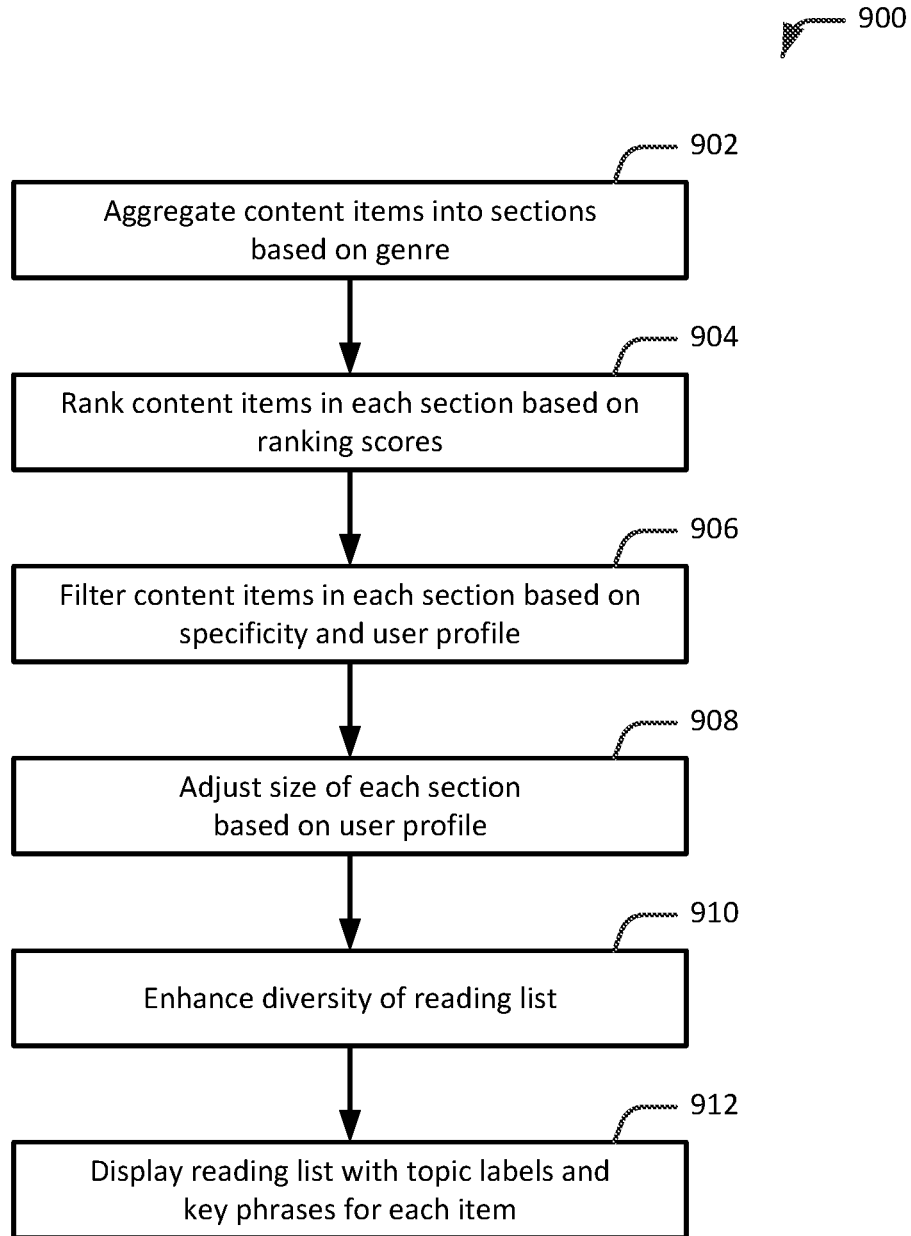 900
902
Aggregate content items into sections
based on genre
904
Rank content items in each section based on
ranking scores
906
Filter content items in each section based on
specificity and user profile
908
Adjust size of each section
based on user profile
910
Enhance diversity of reading list
912
Display reading list with topic labels and
key phrases for each item